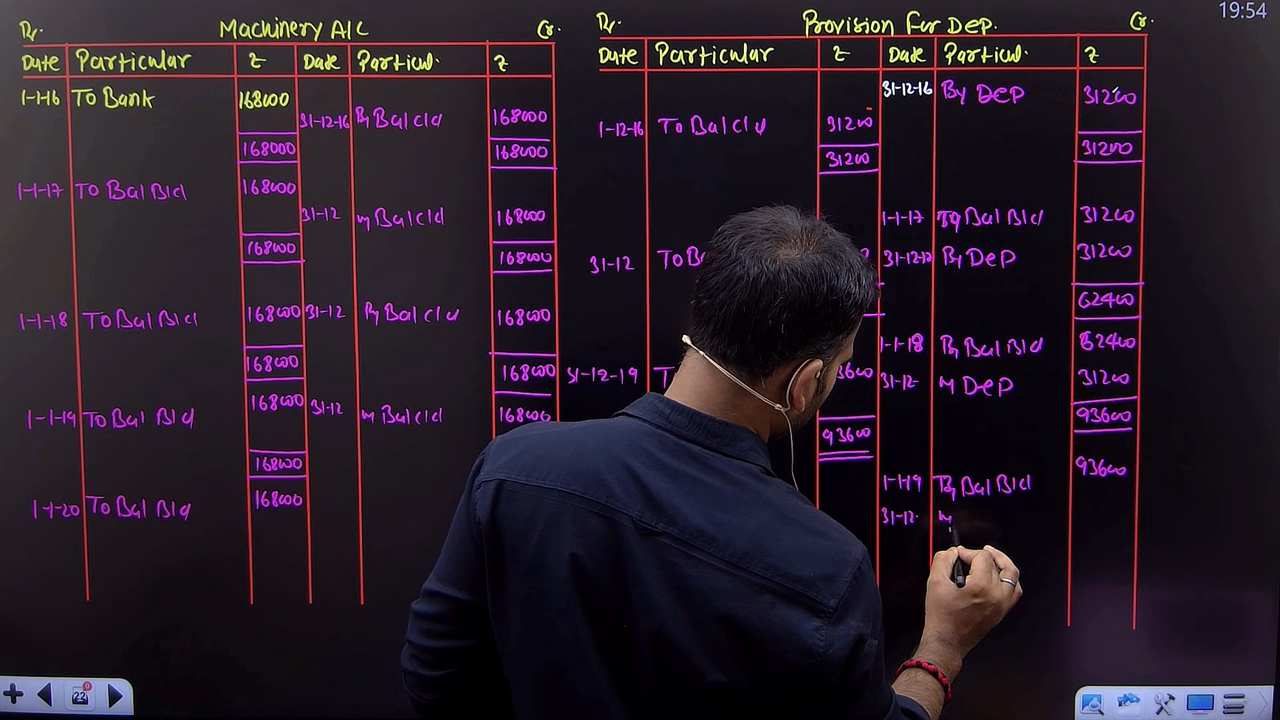 19:54
Dr. Machinery A/C Cr.
Date Particular ₹ Date Particul. ₹
1-1-16 To Bank 168000
31-12-16 By Bal c/d 168000
168000 168000
1-1-17 To Bal B/d 168000
31-12 " Bal c/d 168000
168000 168000
1-1-18 To Bal B/d 168000 31-12 By Bal c/d 168000
168000 168000
1-1-19 To Bal B/d 168000 31-12 " Bal c/d 168000
168000
1-1-20 To Bal B/d 168000
Dr. Provision For Dep. Cr.
Date Particular ₹ Date Particul. ₹
31-12-16 By Dep 31200
1-12-16 To Bal c/d 31200
31200 31200
1-1-17 Bal B/d 31200
31-12 To 31-12-17 By Dep 31200
62400
1-1-18 By Bal B/d 62400
31-12-19 31-12- " Dep 31200
93600 93600
1-1-19 By Bal B/d 93600
31-12- "
22